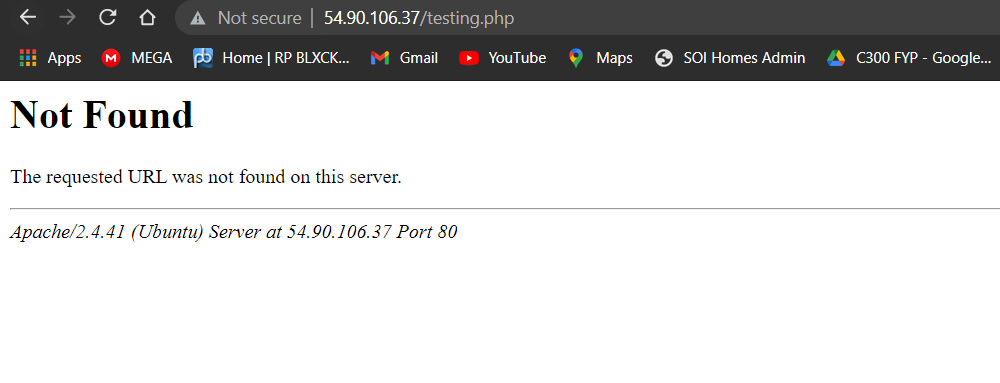 Not secure | 54.90.106.37/testing.php
Apps MEGA Home | RP BLXCK... Gmail YouTube Maps SOI Homes Admin C300 FYP - Google...
Not Found
The requested URL was not found on this server.
Apache/2.4.41 (Ubuntu) Server at 54.90.106.37 Port 80